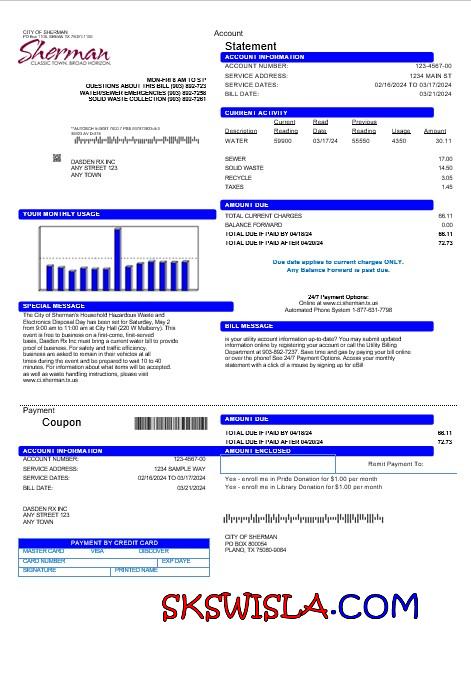 CITY OF SHERMAN
Sherman
CLASSIC TOWN. BROAD HORIZON.
MON-FRI 8 AM TO 5 P
QUESTIONS ABOUT THIS BILL (903) 892-723
WATER/SEWER EMERGENCIES (903) 892-7258
SOLID WASTE COLLECTION (903) 892-7261
DASDEN RX INC
ANY STREET 123
ANY TOWN
Account
Statement
ACCOUNT INFORMATION
ACCOUNT NUMBER: 123-4567-00
SERVICE ADDRESS: 1234 MAIN ST
SERVICE DATES: 02/16/2024 TO 03/17/2024
BILL DATE: 03/21/2024
CURRENT ACTIVITY
Current Read Previous
Description Reading Date Reading Usage Amount
WATER 59900 03/17/24 55550 4350 30.11
SEWER 17.00
SOLID WASTE 14.50
RECYCLE 3.05
TAXES 1.45
AMOUNT DUE
TOTAL CURRENT CHARGES 66.11
BALANCE FORWARD 0.00
TOTAL DUE IF PAID BY 04/18/24 66.11
TOTAL DUE IF PAID AFTER 04/20/24 72.73
Due date applies to current charges ONLY.
Any Balance Forward is past due.
24/7 Payment Options:
Online at www.ci.sherman.tx.us
Automated Phone System 1-877-631-7798
YOUR MONTHLY USAGE
SPECIAL MESSAGE
The City of Sherman's Household Hazardous Waste and
Electronics Disposal Day has been set for Saturday, May 2
from 9:00 am to 11:00 am at City Hall (220 W Mulberry). This
event is free to everyone on a first-come, first-served
basis, Dasden Rx Inc must bring a current water bill to provide
proof of business. For safety and traffic efficiency,
business are asked to remain in their vehicles at all
times during the event and be prepared to wait 10 to 40
minutes. For information about what items will be accepted.
as well as waste handling instructions, please visit
www.ci.sherman.tx.us
BILL MESSAGE
is your utility account information up-to-date? You may submit updated
information online by registering your account or call the Utility Billing
Department at 903-892-7237. Save time and gas by paying your bill online
or over the phone! See 24/7 Payment Options. Access your monthly
statement with a click of a mouse by signing up for eBill
Payment
Coupon
ACCOUNT INFORMATION
ACCOUNT NUMBER: 123-4567-00
SERVICE ADDRESS: 1234 SAMPLE WAY
SERVICE DATES: 02/16/2024 TO 03/17/2024
BILL DATE: 03/21/2024
DASDEN RX INC
ANY STREET 123
ANY TOWN
PAYMENT BY CREDIT CARD
MASTER CARD VISA DISCOVER
CARD NUMBER EXP DATE
SIGNATURE PRINTED NAME
AMOUNT DUE
TOTAL DUE IF PAID BY 04/18/24 66.11
TOTAL DUE IF PAID AFTER 04/20/24 72.73
AMOUNT ENCLOSED
Remit Payment To:
Yes - enroll me in Pride Donation for $1.00 per month
Yes - enroll me in Library Donation for $1.00 per month
CITY OF SHERMAN
PO BOX 800054
PLANO, TX 75080-9084
SKSWISLA.COM